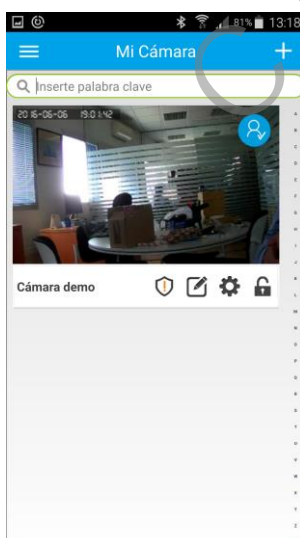 81% 13:18
Mi Cámara
Inserte palabra clave
2016-06-06 19:01:42
Cámara demo